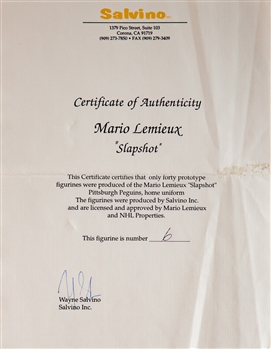 Salvino
1379 Pico Street, Suite 103
Corona, CA 91719
(909) 273-7850 • FAX (909) 279-3409
Certificate of Authenticity
Mario Lemieux
"Slapshot"
This Certificate certifies that only forty prototype
figurines were produced of the Mario Lemieux "Slapshot"
Pittsburgh Peguins, home uniform
The figurines were produced by Salvino Inc.
and are licensed and approved by Mario Lemieux
and NHL Properties.
This figurine is number 6
Wayne Salvino
Salvino Inc.